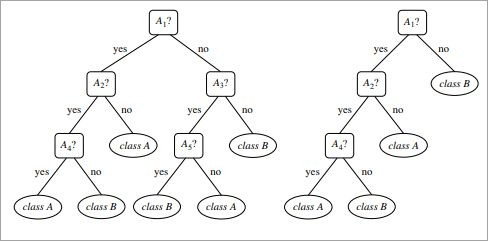 A1? A1?
yes no yes no
A2? A3? A2? class B
yes no yes no yes no
A4? class A A5? class B A4? class A
yes no yes no yes no
class A class B class B class A class A class B